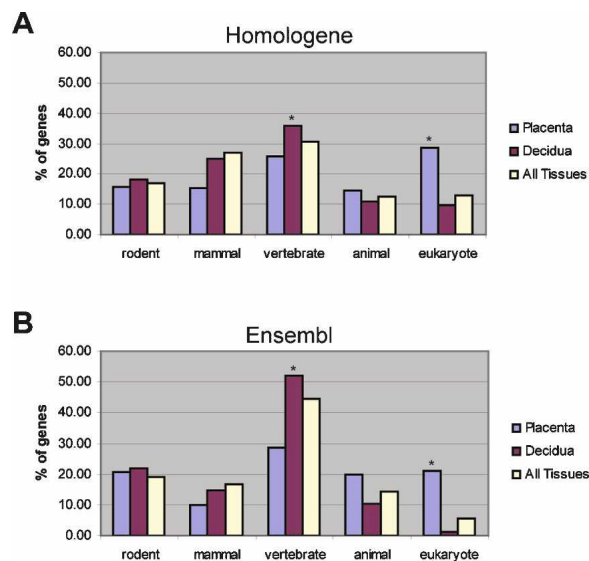 A
Homologene
60.00
50.00
40.00
30.00
20.00
10.00
0.00
% of genes
*
*
rodent mammal vertebrate animal eukaryote
Placenta
Decidua
All Tissues
B
Ensembl
60.00
50.00
40.00
30.00
20.00
10.00
0.00
% of genes
*
*
rodent mammal vertebrate animal eukaryote
Placenta
Decidua
All Tissues